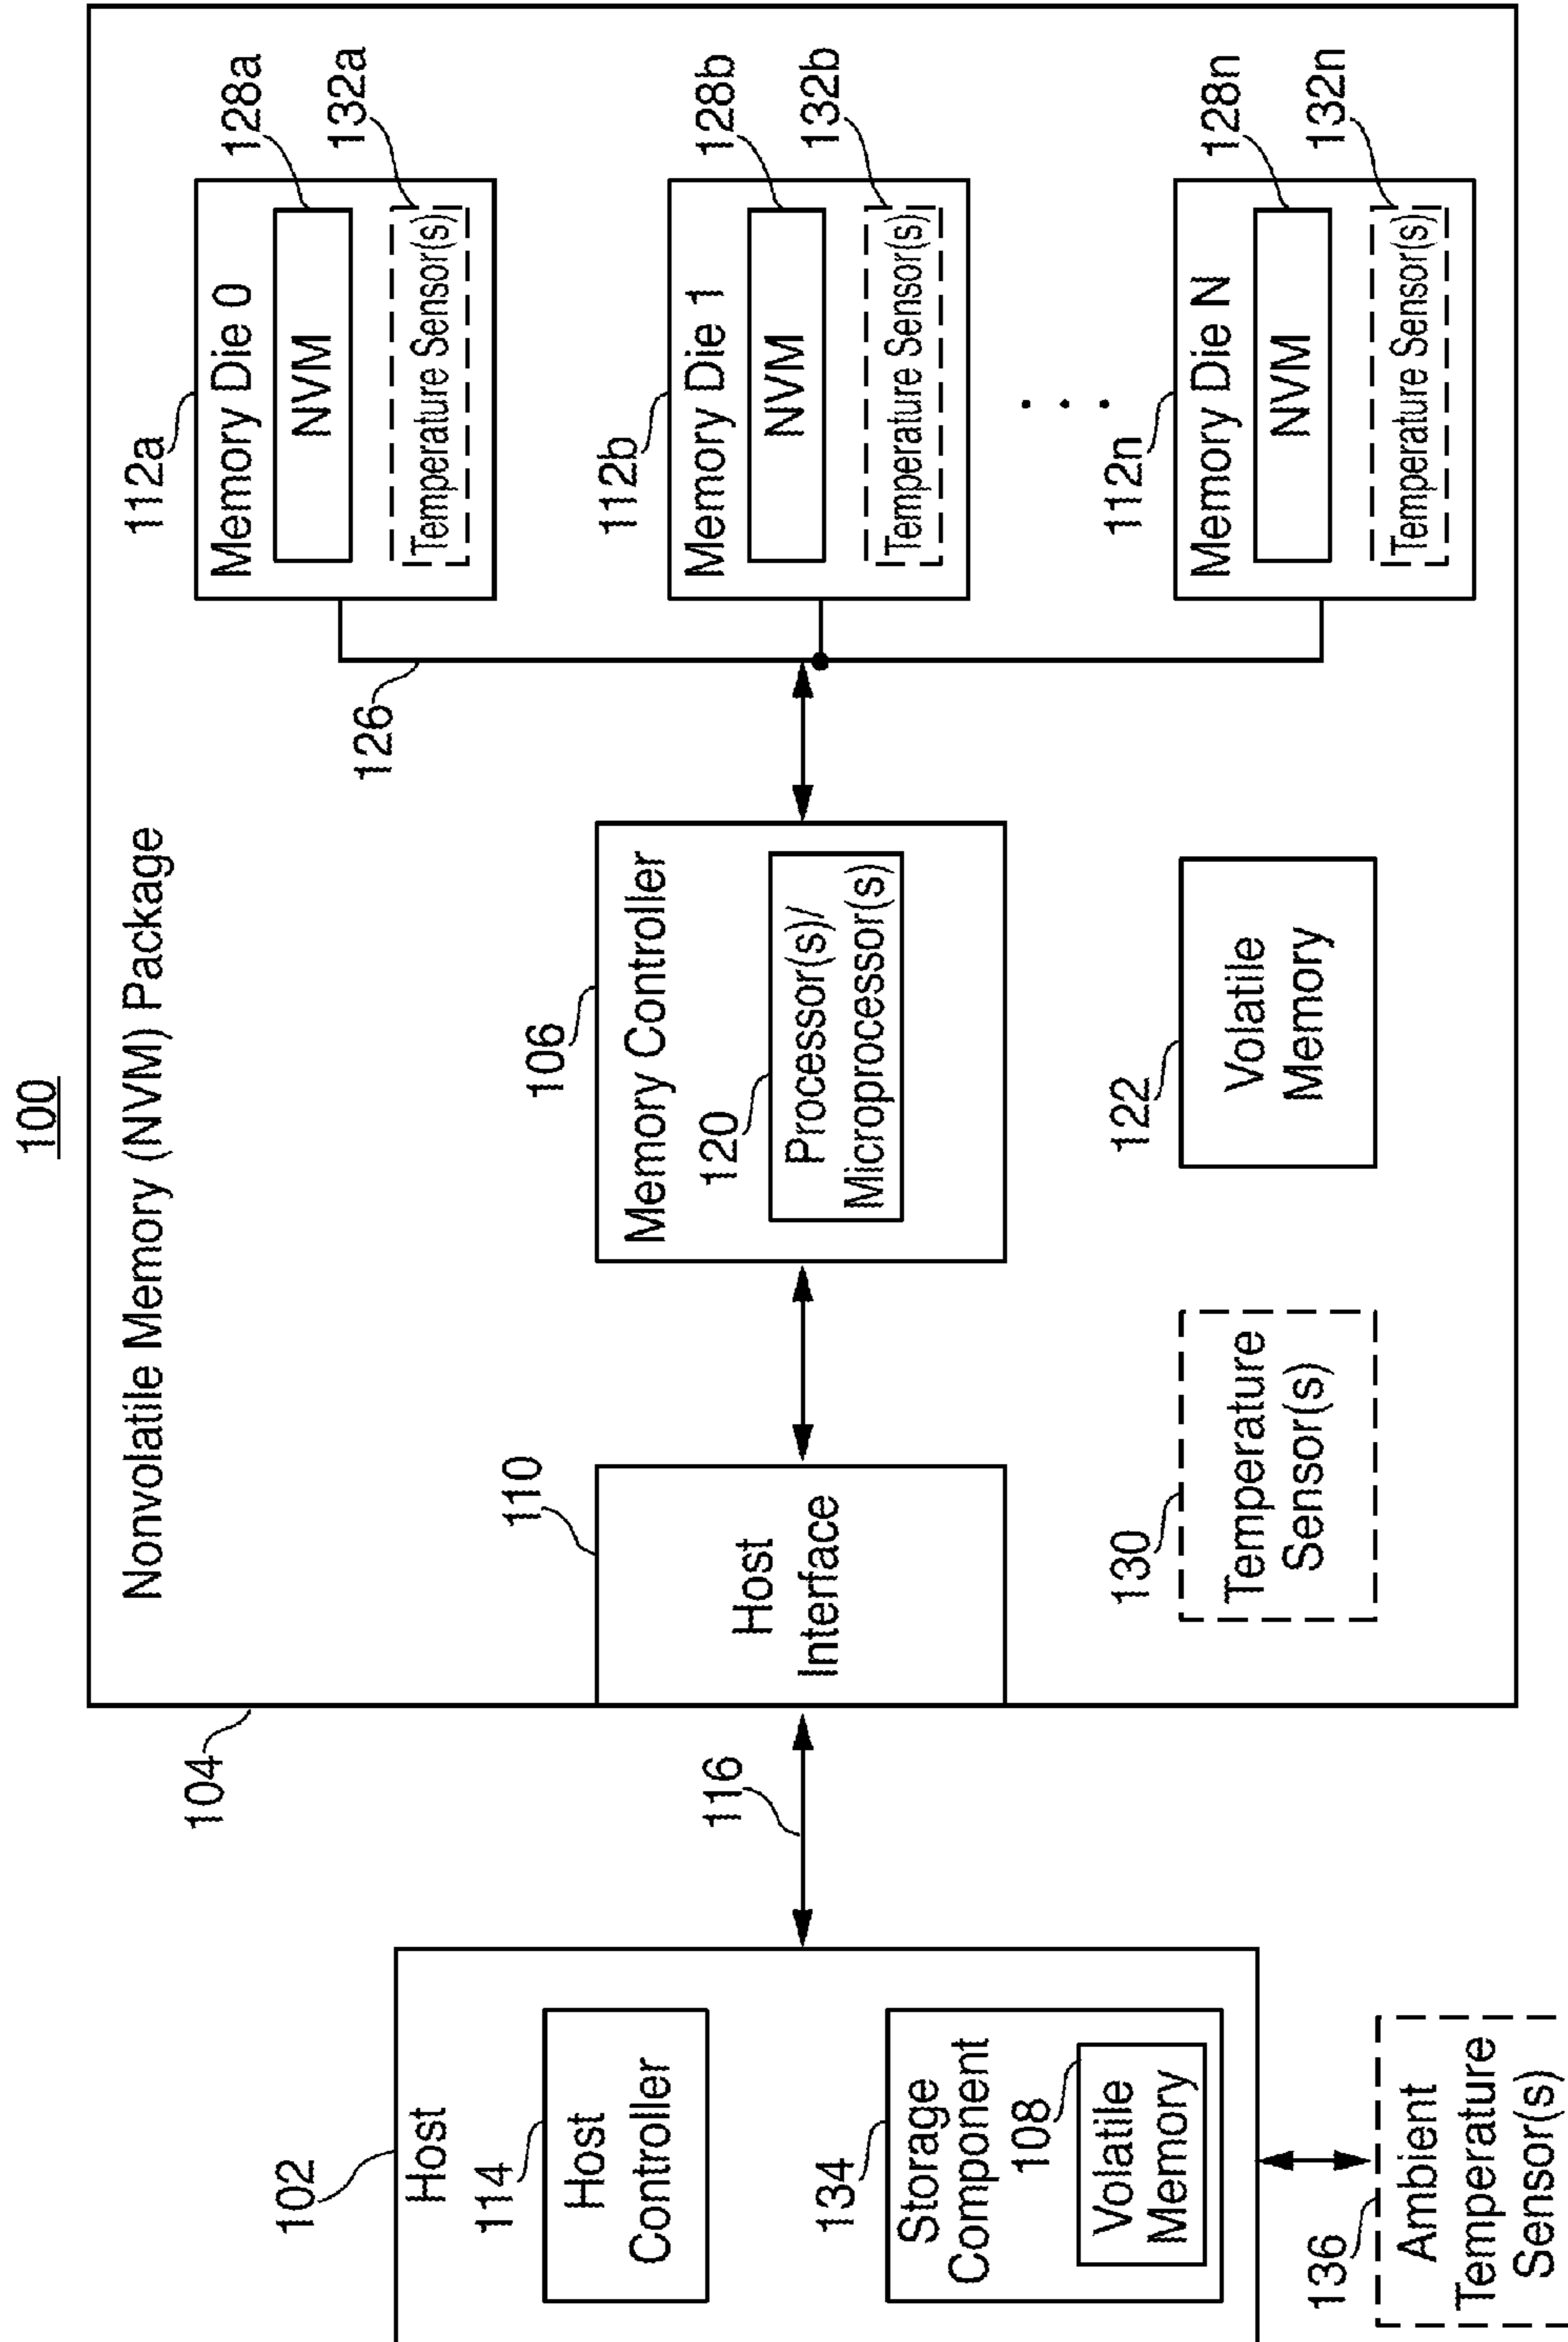 100
102
Host
114
Host
Controller
134
Storage
Component
108
Volatile
Memory
136
Ambient
Temperature
Sensor(s)
116
104
Nonvolatile Memory (NVM) Package
110
Host
Interface
130
Temperature
Sensor(s)
106
Memory Controller
120
Processor(s)/
Microprocessor(s)
122
Volatile
Memory
126
112a
Memory Die 0
NVM
128a
Temperature Sensor(s)
132a
112b
Memory Die 1
NVM
128b
Temperature Sensor(s)
132b
. . .
112n
Memory Die N
NVM
128n
Temperature Sensor(s)
132n